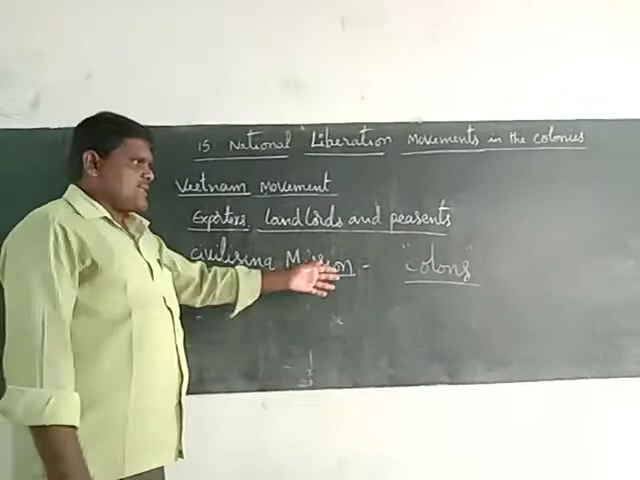 15 National Liberation Movements in the colonies
Vietnam Movement
Exporters landlords and peasents
civilising Mission - "colons"